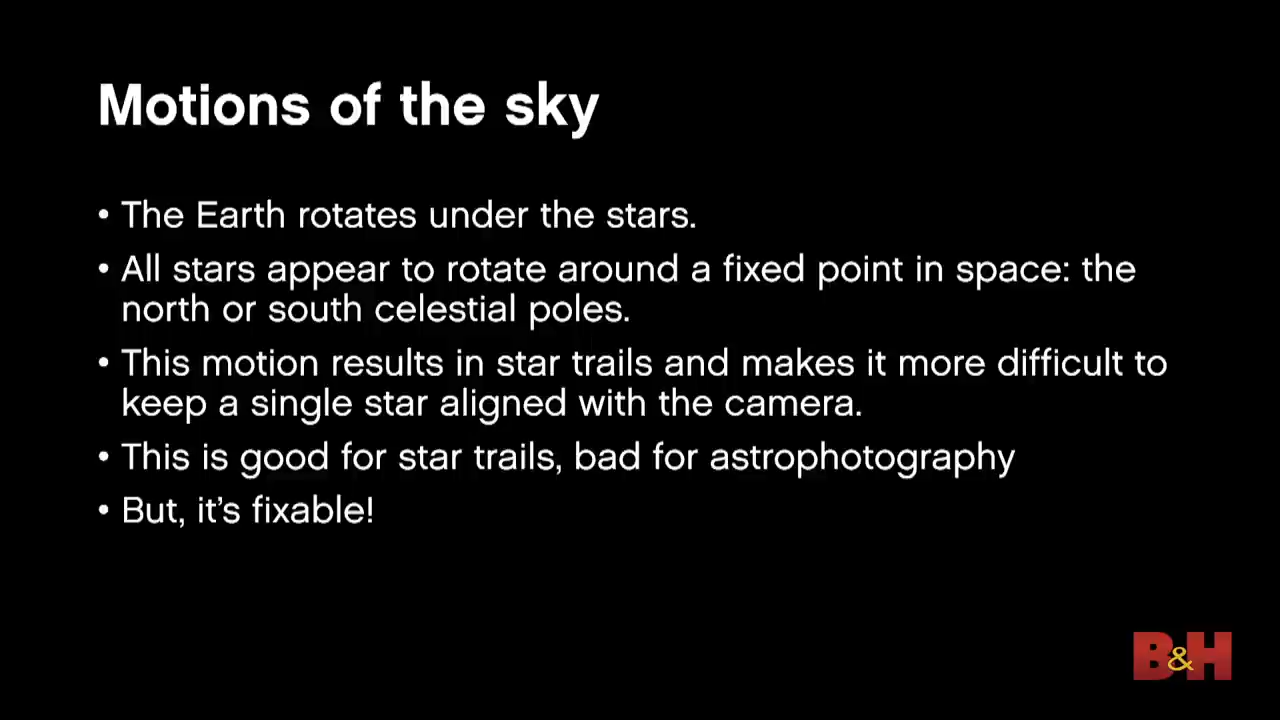 Motions of the sky
• The Earth rotates under the stars.
• All stars appear to rotate around a fixed point in space: the
north or south celestial poles.
• This motion results in star trails and makes it more difficult to
keep a single star aligned with the camera.
• This is good for star trails, bad for astrophotography
• But, it’s fixable!
B&H